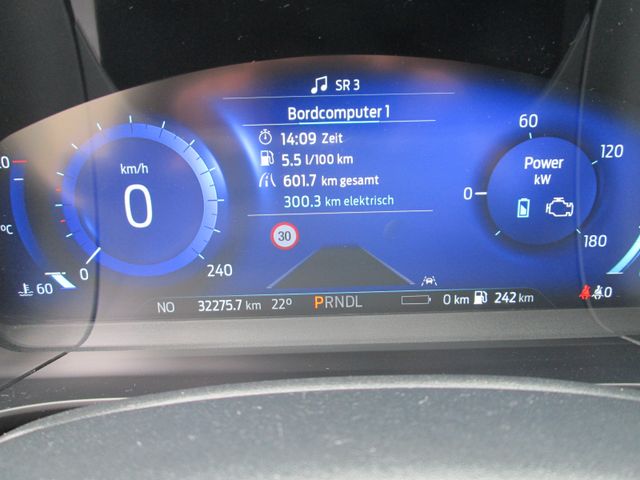 SR 3
Bordcomputer 1
14:09 Zeit
5.5 l/100 km
601.7 km gesamt
300.3 km elektrisch
30
km/h
0
0
240
°C
60
Power
kW
0
60
120
180
NO 32275.7 km 22° PRNDL 0 km 242 km
0